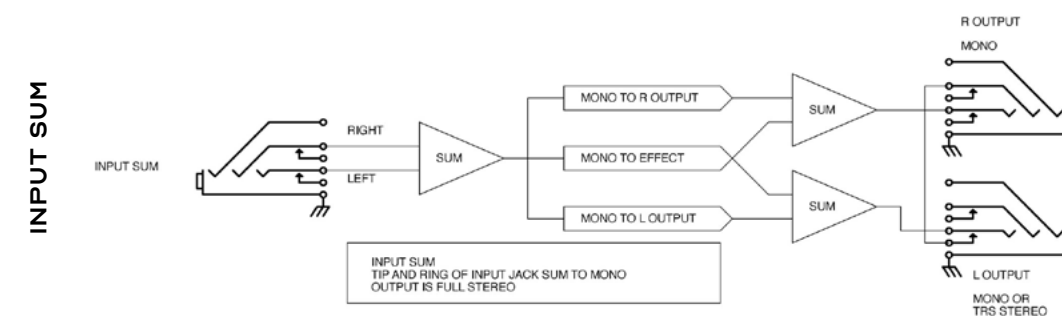 INPUT SUM
INPUT SUM
RIGHT
LEFT
SUM
MONO TO R OUTPUT
MONO TO EFFECT
MONO TO L OUTPUT
SUM
SUM
R OUTPUT
MONO
L OUTPUT
MONO OR
TRS STEREO
INPUT SUM
TIP AND RING OF INPUT JACK SUM TO MONO
OUTPUT IS FULL STEREO